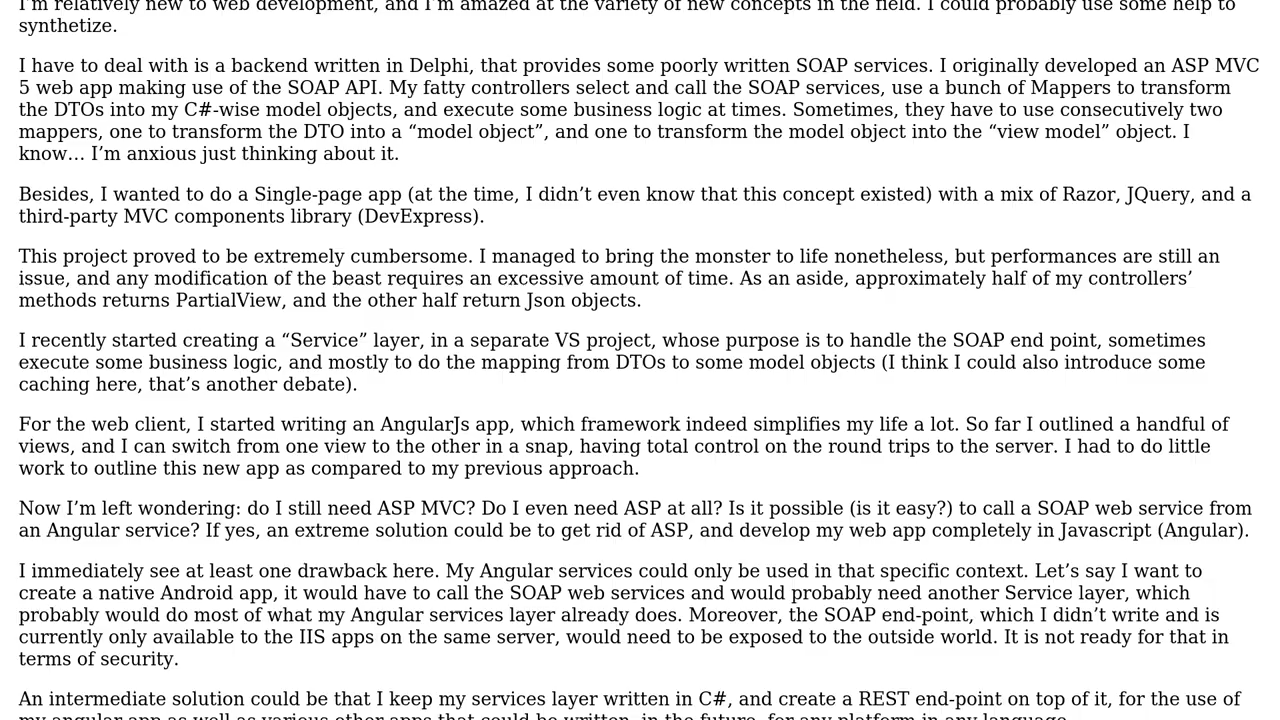 I'm relatively new to web development, and I'm amazed at the variety of new concepts in the field. I could probably use some help to
synthetize.
I have to deal with is a backend written in Delphi, that provides some poorly written SOAP services. I originally developed an ASP MVC
5 web app making use of the SOAP API. My fatty controllers select and call the SOAP services, use a bunch of Mappers to transform
the DTOs into my C#-wise model objects, and execute some business logic at times. Sometimes, they have to use consecutively two
mappers, one to transform the DTO into a “model object”, and one to transform the model object into the “view model” object. I
know… I’m anxious just thinking about it.
Besides, I wanted to do a Single-page app (at the time, I didn’t even know that this concept existed) with a mix of Razor, JQuery, and a
third-party MVC components library (DevExpress).
This project proved to be extremely cumbersome. I managed to bring the monster to life nonetheless, but performances are still an
issue, and any modification of the beast requires an excessive amount of time. As an aside, approximately half of my controllers’
methods returns PartialView, and the other half return Json objects.
I recently started creating a “Service” layer, in a separate VS project, whose purpose is to handle the SOAP end point, sometimes
execute some business logic, and mostly to do the mapping from DTOs to some model objects (I think I could also introduce some
caching here, that’s another debate).
For the web client, I started writing an AngularJs app, which framework indeed simplifies my life a lot. So far I outlined a handful of
views, and I can switch from one view to the other in a snap, having total control on the round trips to the server. I had to do little
work to outline this new app as compared to my previous approach.
Now I’m left wondering: do I still need ASP MVC? Do I even need ASP at all? Is it possible (is it easy?) to call a SOAP web service from
an Angular service? If yes, an extreme solution could be to get rid of ASP, and develop my web app completely in Javascript (Angular).
I immediately see at least one drawback here. My Angular services could only be used in that specific context. Let’s say I want to
create a native Android app, it would have to call the SOAP web services and would probably need another Service layer, which
probably would do most of what my Angular services layer already does. Moreover, the SOAP end-point, which I didn’t write and is
currently only available to the IIS apps on the same server, would need to be exposed to the outside world. It is not ready for that in
terms of security.
An intermediate solution could be that I keep my services layer written in C#, and create a REST end-point on top of it, for the use of
my angular app as well as various other apps that could be written, in the future, for any platform in any language.